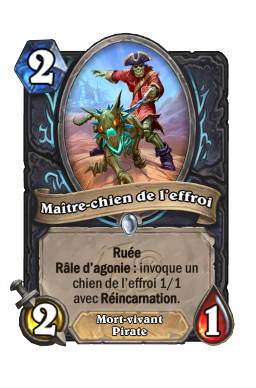 2
Maître-chien de l'effroi
Ruée
Râle d'agonie : invoque un
chien de l'effroi 1/1
avec Réincarnation.
2
Mort-vivant
1
Pirate